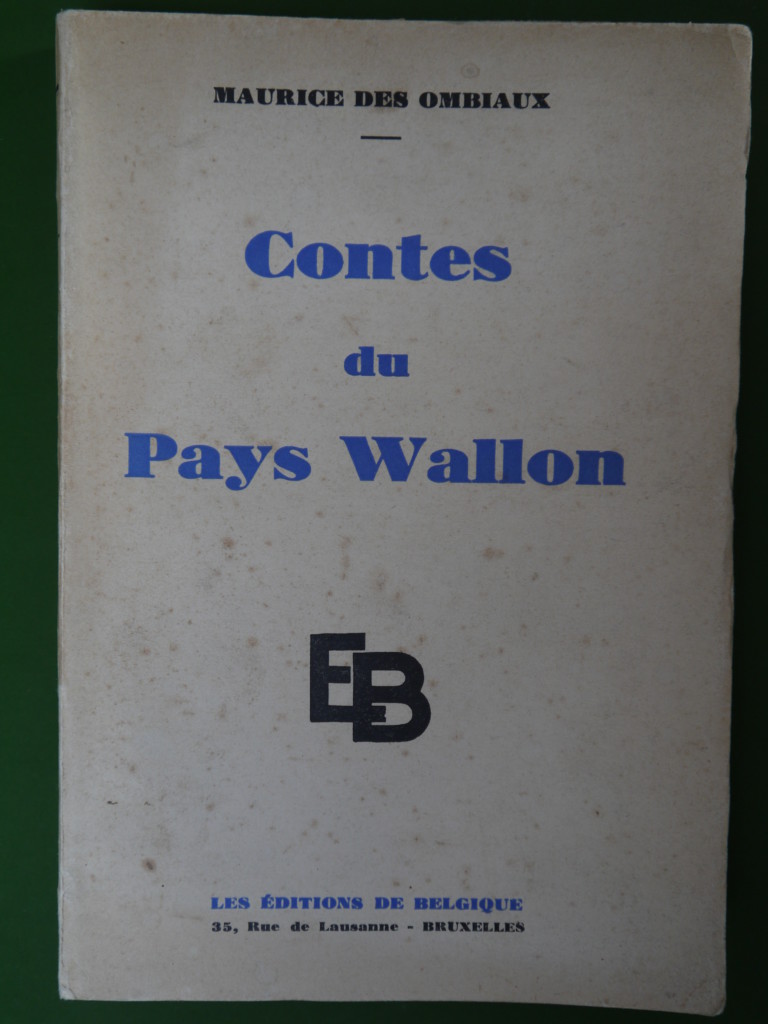 MAURICE DES OMBIAUX
Contes
du
Pays Wallon
EB
LES ÉDITIONS DE BELGIQUE
35, Rue de Lausanne - BRUXELLES